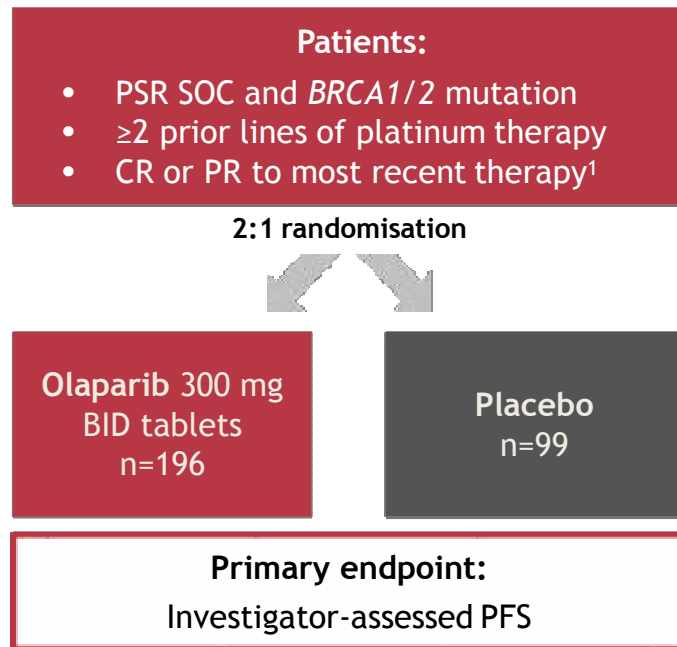 Patients:
• PSR SOC and BRCA1/2 mutation
• ≥2 prior lines of platinum therapy
• CR or PR to most recent therapy¹
2:1 randomisation
Olaparib 300 mg
BID tablets
n=196
Placebo
n=99
Primary endpoint:
Investigator-assessed PFS